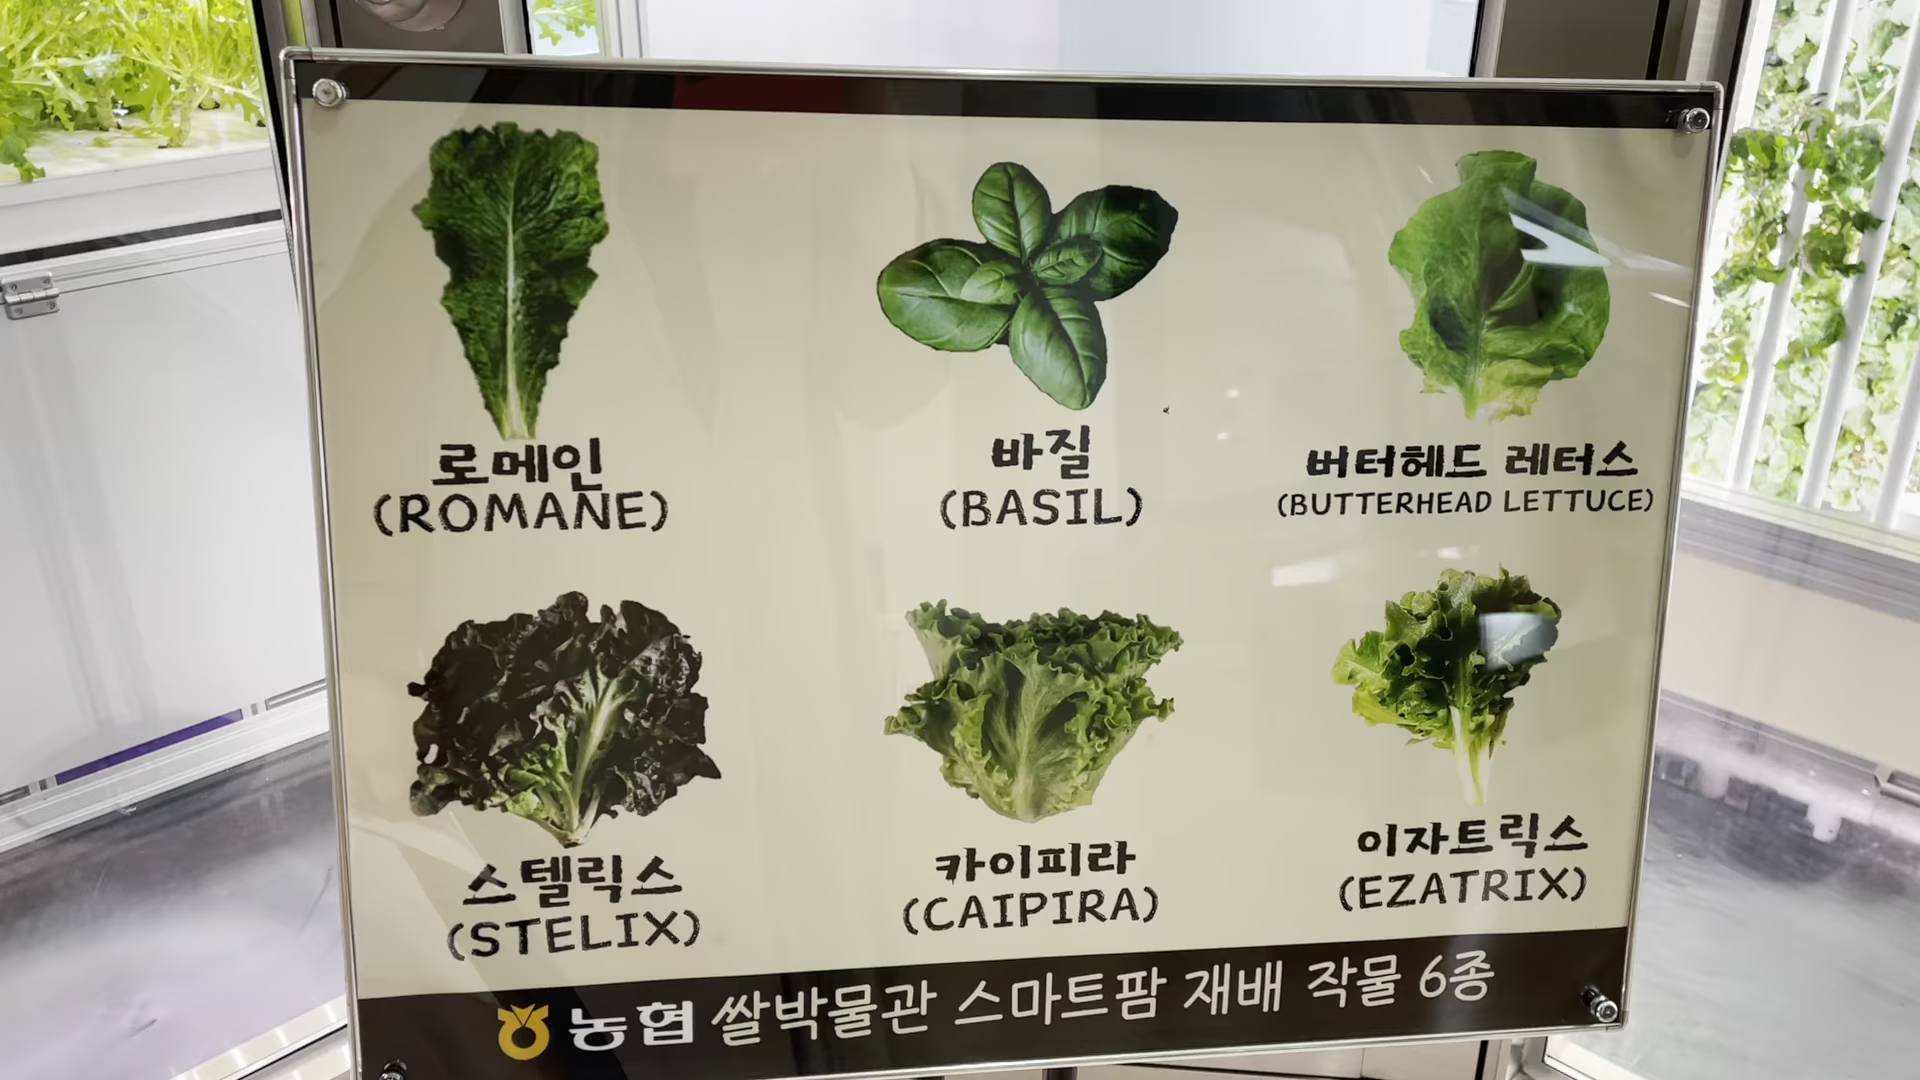 로메인
(ROMANE)
바질
(BASIL)
버터헤드 레터스
(BUTTERHEAD LETTUCE)
스텔릭스
(STELIX)
카이피라
(CAIPIRA)
이자트릭스
(EZATRIX)
농협 쌀박물관 스마트팜 재배 작물 6종